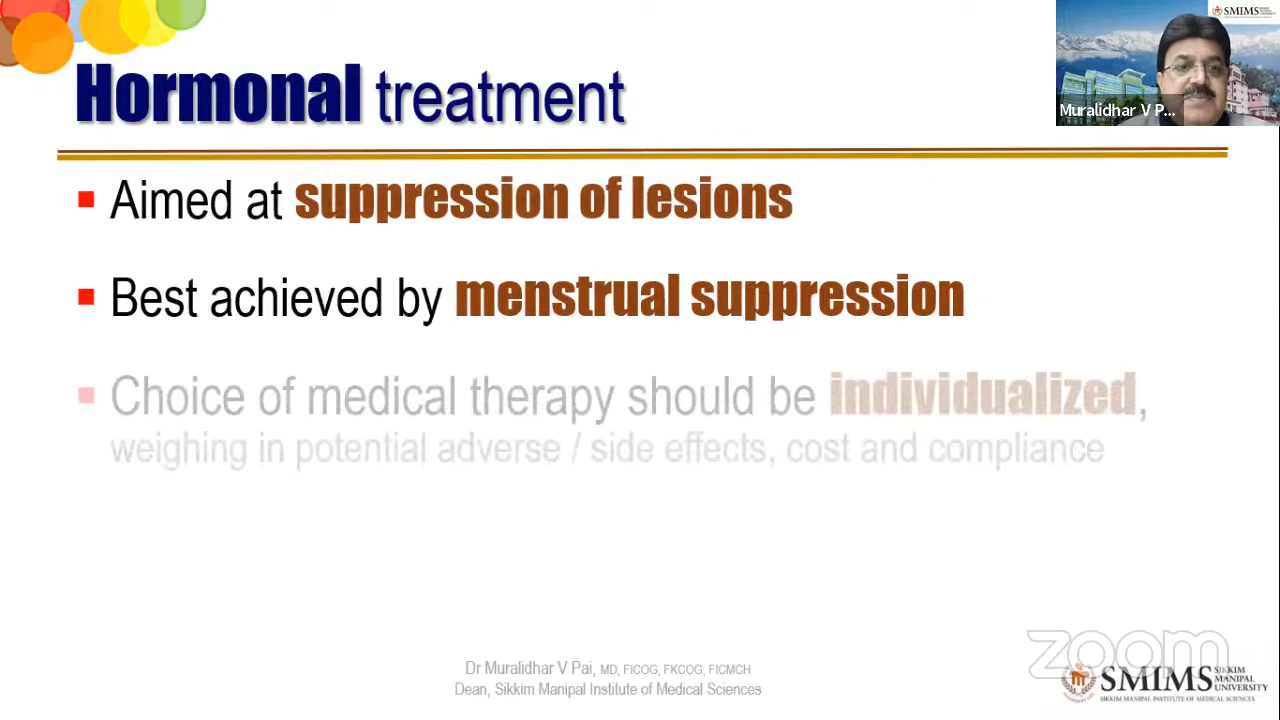 SMIMS
Hormonal treatment
Muralidhar V P...
Aimed at suppression of lesions
Best achieved by menstrual suppression
Choice of medical therapy should be individualized,
weighing in potential adverse / side effects, cost and compliance
zoom
Dr Muralidhar V Pai, MD, FICOG, FKCOG, FICMCH
Dean, Sikkim Manipal Institute of Medical Sciences
SMIMS
SIKKIM
MANIPAL
UNIVERSITY
SIKKIM MANIPAL INSTITUTE OF MEDICAL SCIENCES